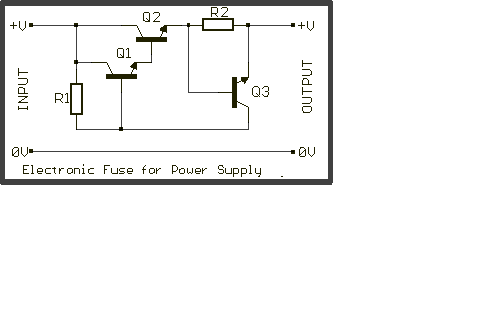 Q2
R2
+V
+V
Q1
INPUT
OUTPUT
R1
Q3
0V
0V
Electronic Fuse for Power Supply .